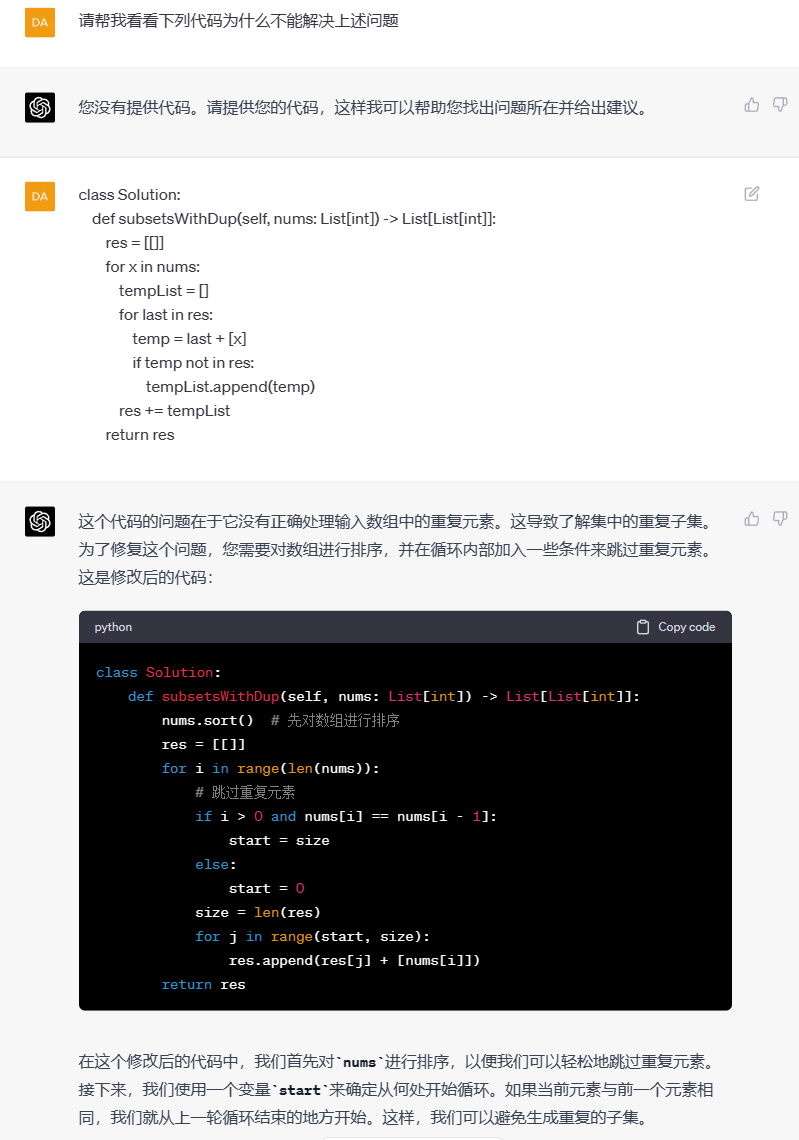 DA
请帮我看看下列代码为什么不能解决上述问题
您没有提供代码。请提供您的代码，这样我可以帮助您找出问题所在并给出建议。
DA
class Solution:
def subsetsWithDup(self, nums: List[int]) -> List[List[int]]:
res = [[]]
for x in nums:
tempList = []
for last in res:
temp = last + [x]
if temp not in res:
tempList.append(temp)
res += tempList
return res
这个代码的问题在于它没有正确处理输入数组中的重复元素。这导致了解集中的重复子集。
为了修复这个问题，您需要对数组进行排序，并在循环内部加入一些条件来跳过重复元素。
这是修改后的代码：
python
Copy code
class Solution:
def subsetsWithDup(self, nums: List[int]) -> List[List[int]]:
nums.sort()  # 先对数组进行排序
res = [[]]
for i in range(len(nums)):
# 跳过重复元素
if i > 0 and nums[i] == nums[i - 1]:
start = size
else:
start = 0
size = len(res)
for j in range(start, size):
res.append(res[j] + [nums[i]])
return res
在这个修改后的代码中，我们首先对`nums`进行排序，以便我们可以轻松地跳过重复元素。
接下来，我们使用一个变量`start`来确定从何处开始循环。如果当前元素与前一个元素相
同，我们就从上一轮循环结束的地方开始。这样，我们可以避免生成重复的子集。